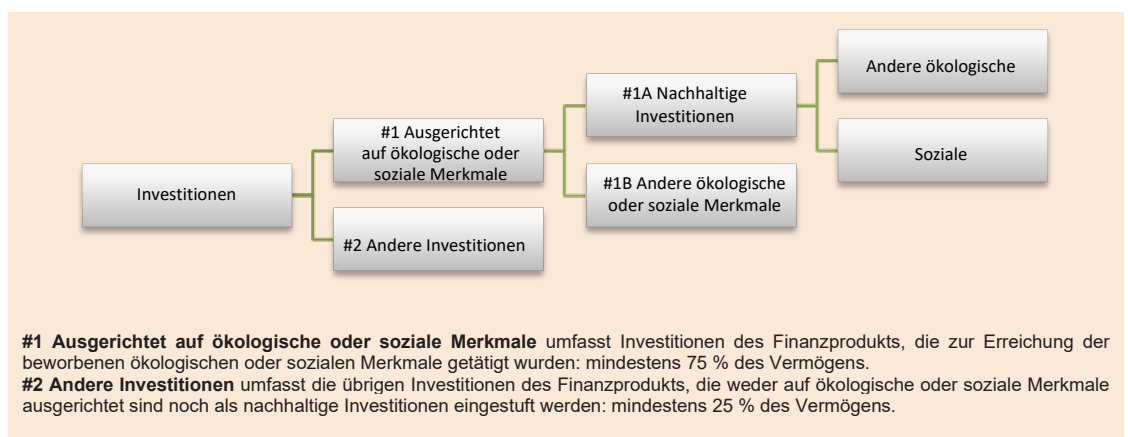 Investitionen
#1 Ausgerichtet
auf ökologische oder
soziale Merkmale
#2 Andere Investitionen
#1A Nachhaltige
Investitionen
#1B Andere ökologische
oder soziale Merkmale
Andere ökologische
Soziale
#1 Ausgerichtet auf ökologische oder soziale Merkmale umfasst Investitionen des Finanzprodukts, die zur Erreichung der
beworbenen ökologischen oder sozialen Merkmale getätigt wurden: mindestens 75 % des Vermögens.
#2 Andere Investitionen umfasst die übrigen Investitionen des Finanzprodukts, die weder auf ökologische oder soziale Merkmale
ausgerichtet sind noch als nachhaltige Investitionen eingestuft werden: mindestens 25 % des Vermögens.